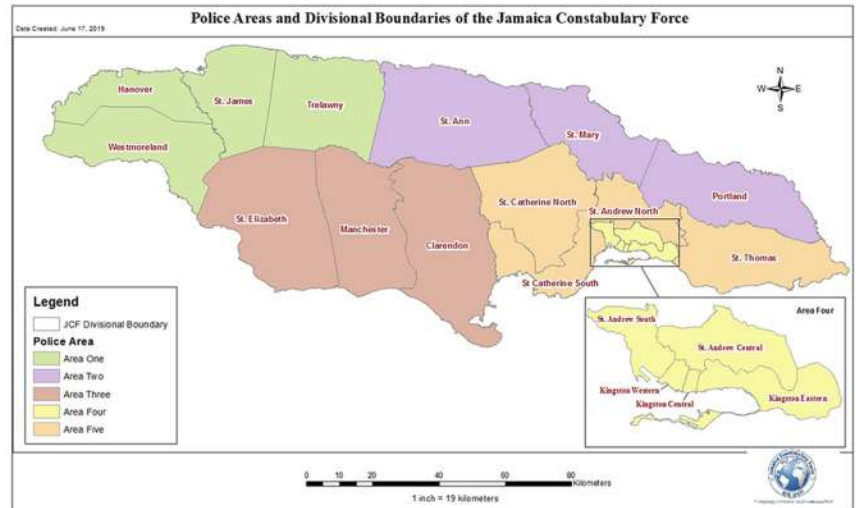 Police Areas and Divisional Boundaries of the Jamaica Constabulary Force
Date Created: June 17, 2019
N
W E
S
Hanover
St. James
Trelawny
Westmoreland
St. Ann
St. Mary
Portland
St. Elizabeth
Manchester
Clarendon
St. Catherine North
St. Andrew North
St. Thomas
St Catherine South
Legend
JCF Divisional Boundary
Police Area
Area One
Area Two
Area Three
Area Four
Area Five
Area Four
St. Andrew South
St. Andrew Central
Kingston Western
Kingston Central
Kingston Eastern
0 5 10 20 40 60 80
Kilometers
1 inch = 19 kilometers